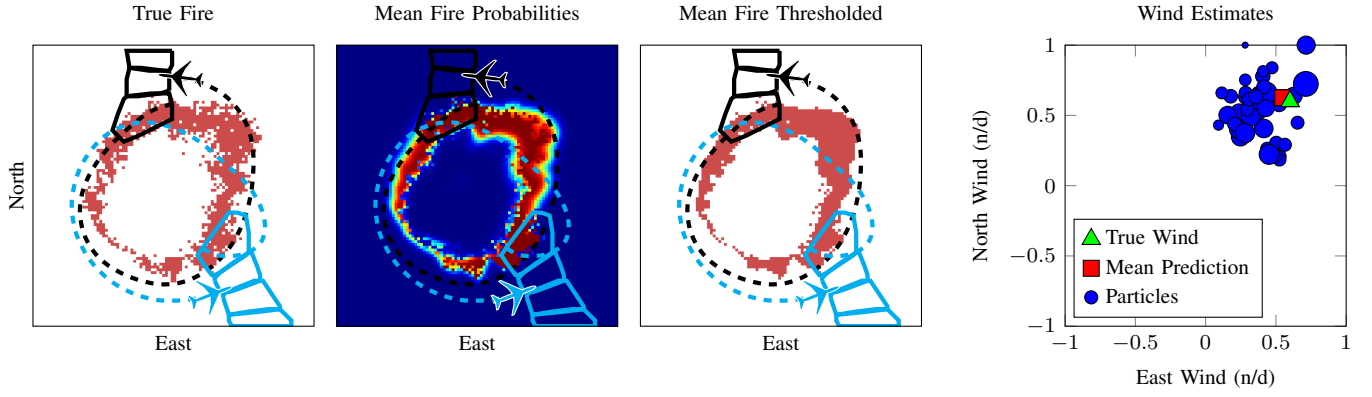 True Fire
Mean Fire Probabilities
Mean Fire Thresholded
Wind Estimates
North
East
East
East
North Wind (n/d)
1
0.5
0
−0.5
−1
True Wind
Mean Prediction
Particles
−1
−0.5
0
0.5
1
East Wind (n/d)